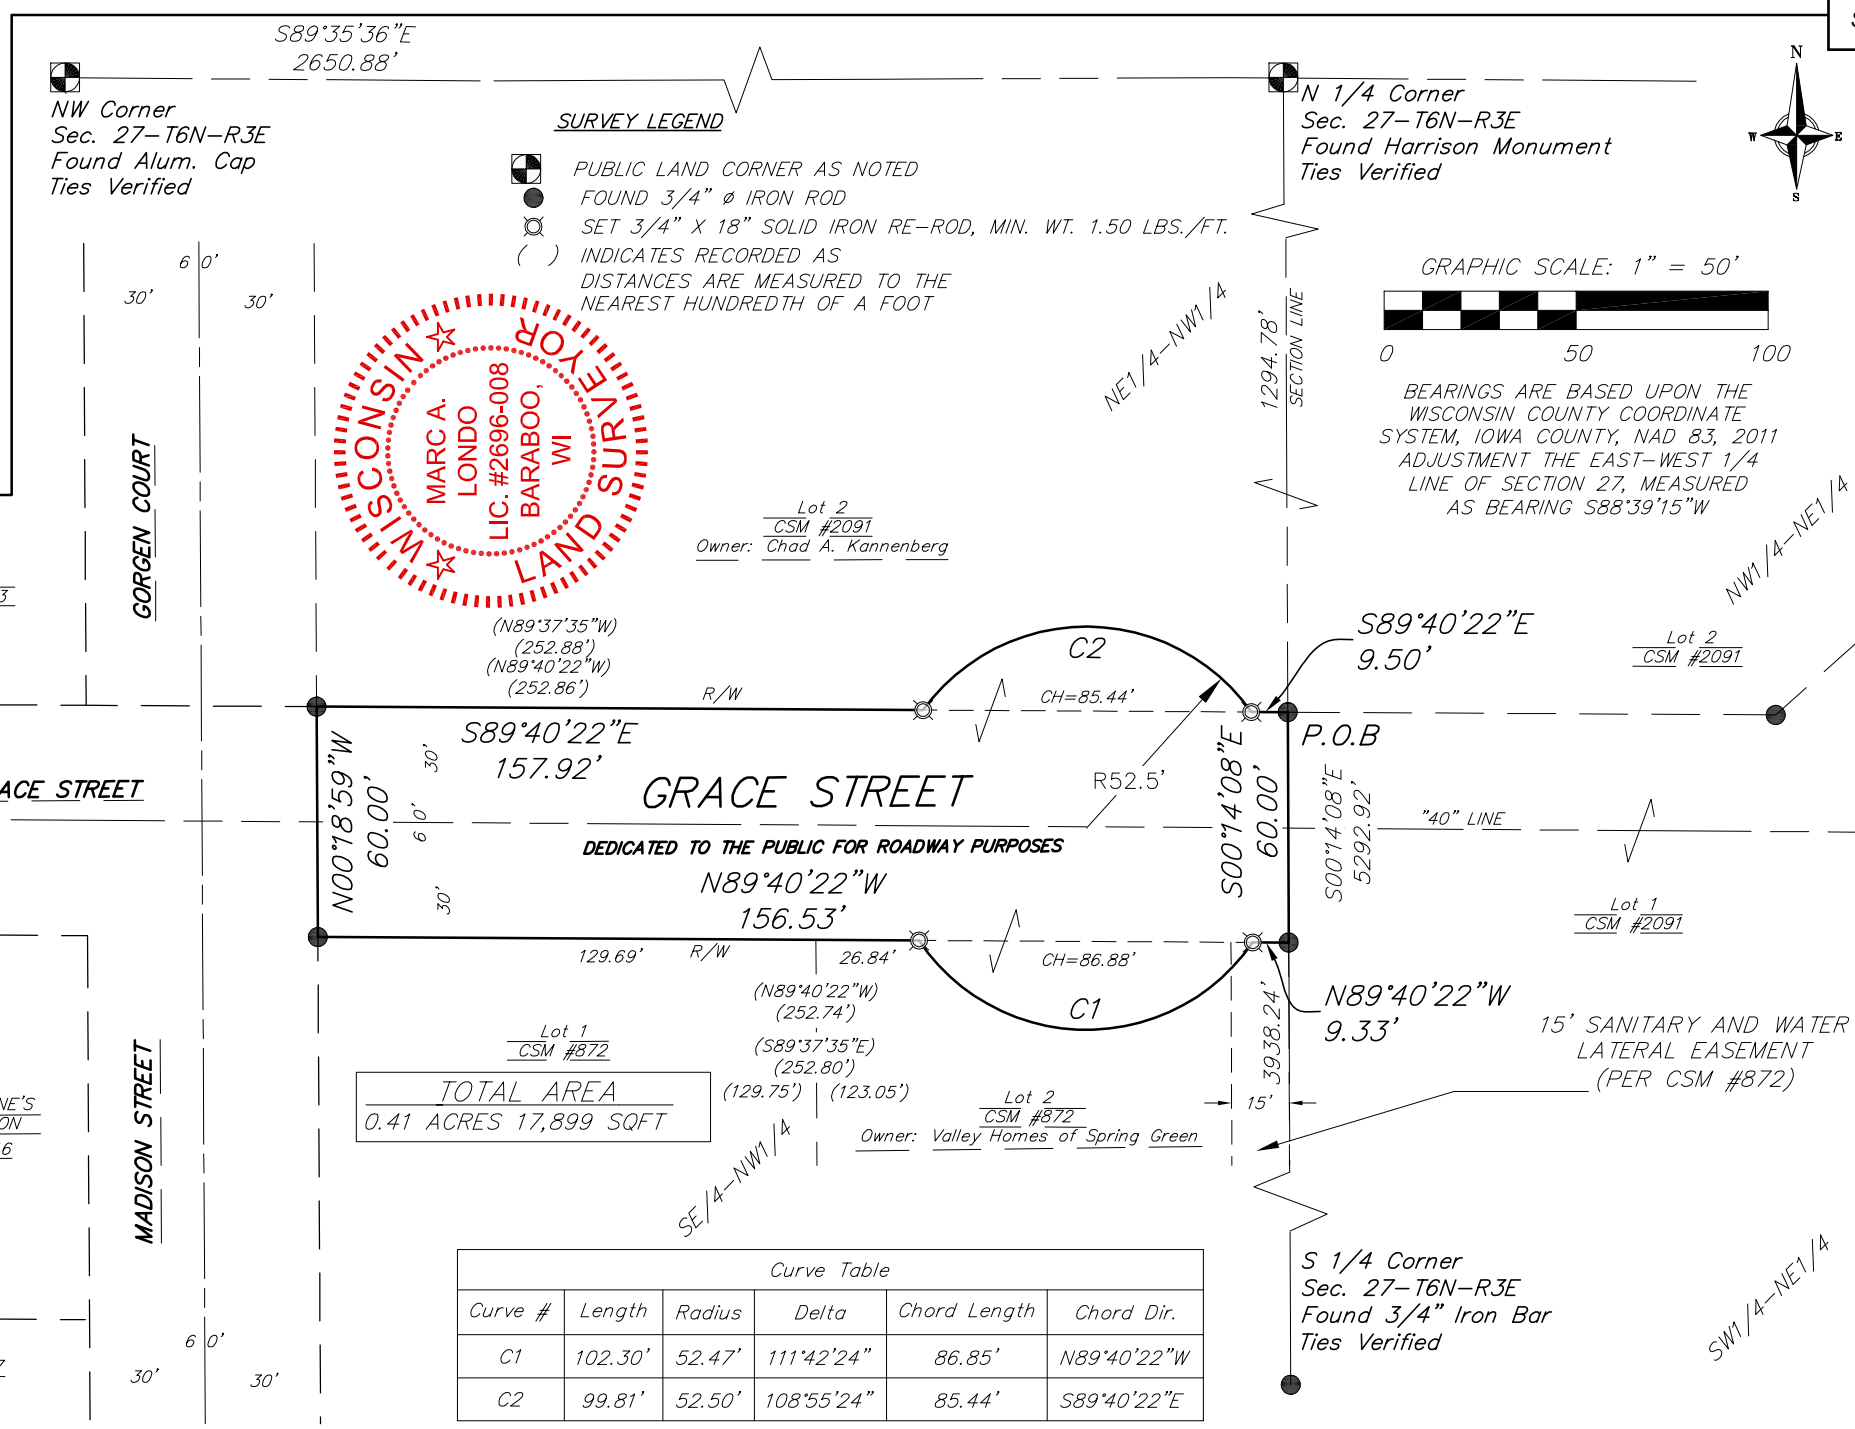 S89°35'36"E
2650.88'
NW Corner
Sec. 27-T6N-R3E
Found Alum. Cap
Ties Verified
SURVEY LEGEND
PUBLIC LAND CORNER AS NOTED
FOUND 3/4" ø IRON ROD
SET 3/4" X 18" SOLID IRON RE-ROD, MIN. WT. 1.50 LBS./FT.
( ) INDICATES RECORDED AS
DISTANCES ARE MEASURED TO THE
NEAREST HUNDREDTH OF A FOOT
N 1/4 Corner
Sec. 27-T6N-R3E
Found Harrison Monument
Ties Verified
N
W
E
S
GRAPHIC SCALE: 1" = 50'
0 50 100
BEARINGS ARE BASED UPON THE
WISCONSIN COUNTY COORDINATE
SYSTEM, IOWA COUNTY, NAD 83, 2011
ADJUSTMENT THE EAST-WEST 1/4
LINE OF SECTION 27, MEASURED
AS BEARING S88°39'15"W
60'
30'
30'
GORGEN COURT
WISCONSIN
LAND SURVEYOR
MARC A.
LONDO
LIC. #2696-008
BARABOO,
WI
NE1/4-NW1/4
1294.78'
SECTION LINE
NW1/4-NE1/4
Lot 2
CSM #2091
Owner: Chad A. Kannenberg
3
(N89°37'35"W)
(252.88')
(N89°40'22"W)
(252.86')
R/W
C2
CH=85.44'
S89°40'22"E
9.50'
Lot 2
CSM #2091
P.O.B
S89°40'22"E
157.92'
N00°18'59"W
60.00'
30'
60'
30'
ACE STREET
GRACE STREET
R52.5'
S00°14'08"E
60.00'
S00°14'08"E
5292.92'
"40" LINE
DEDICATED TO THE PUBLIC FOR ROADWAY PURPOSES
N89°40'22"W
156.53'
Lot 1
CSM #2091
129.69'
R/W
26.84'
CH=86.88'
C1
(N89°40'22"W)
(252.74')
(S89°37'35"E)
(252.80')
(129.75')
(123.05')
3938.24'
N89°40'22"W
9.33'
15' SANITARY AND WATER
LATERAL EASEMENT
(PER CSM #872)
15'
Lot 1
CSM #872
TOTAL AREA
0.41 ACRES 17,899 SQFT
Lot 2
CSM #872
Owner: Valley Homes of Spring Green
MADISON STREET
NE'S
ON
6
SE/4-NW1/4
60'
30'
30'
Curve Table
Curve # Length Radius Delta Chord Length Chord Dir.
C1 102.30' 52.47' 111°42'24" 86.85' N89°40'22"W
C2 99.81' 52.50' 108°55'24" 85.44' S89°40'22"E
S 1/4 Corner
Sec. 27-T6N-R3E
Found 3/4" Iron Bar
Ties Verified
SW1/4-NE1/4